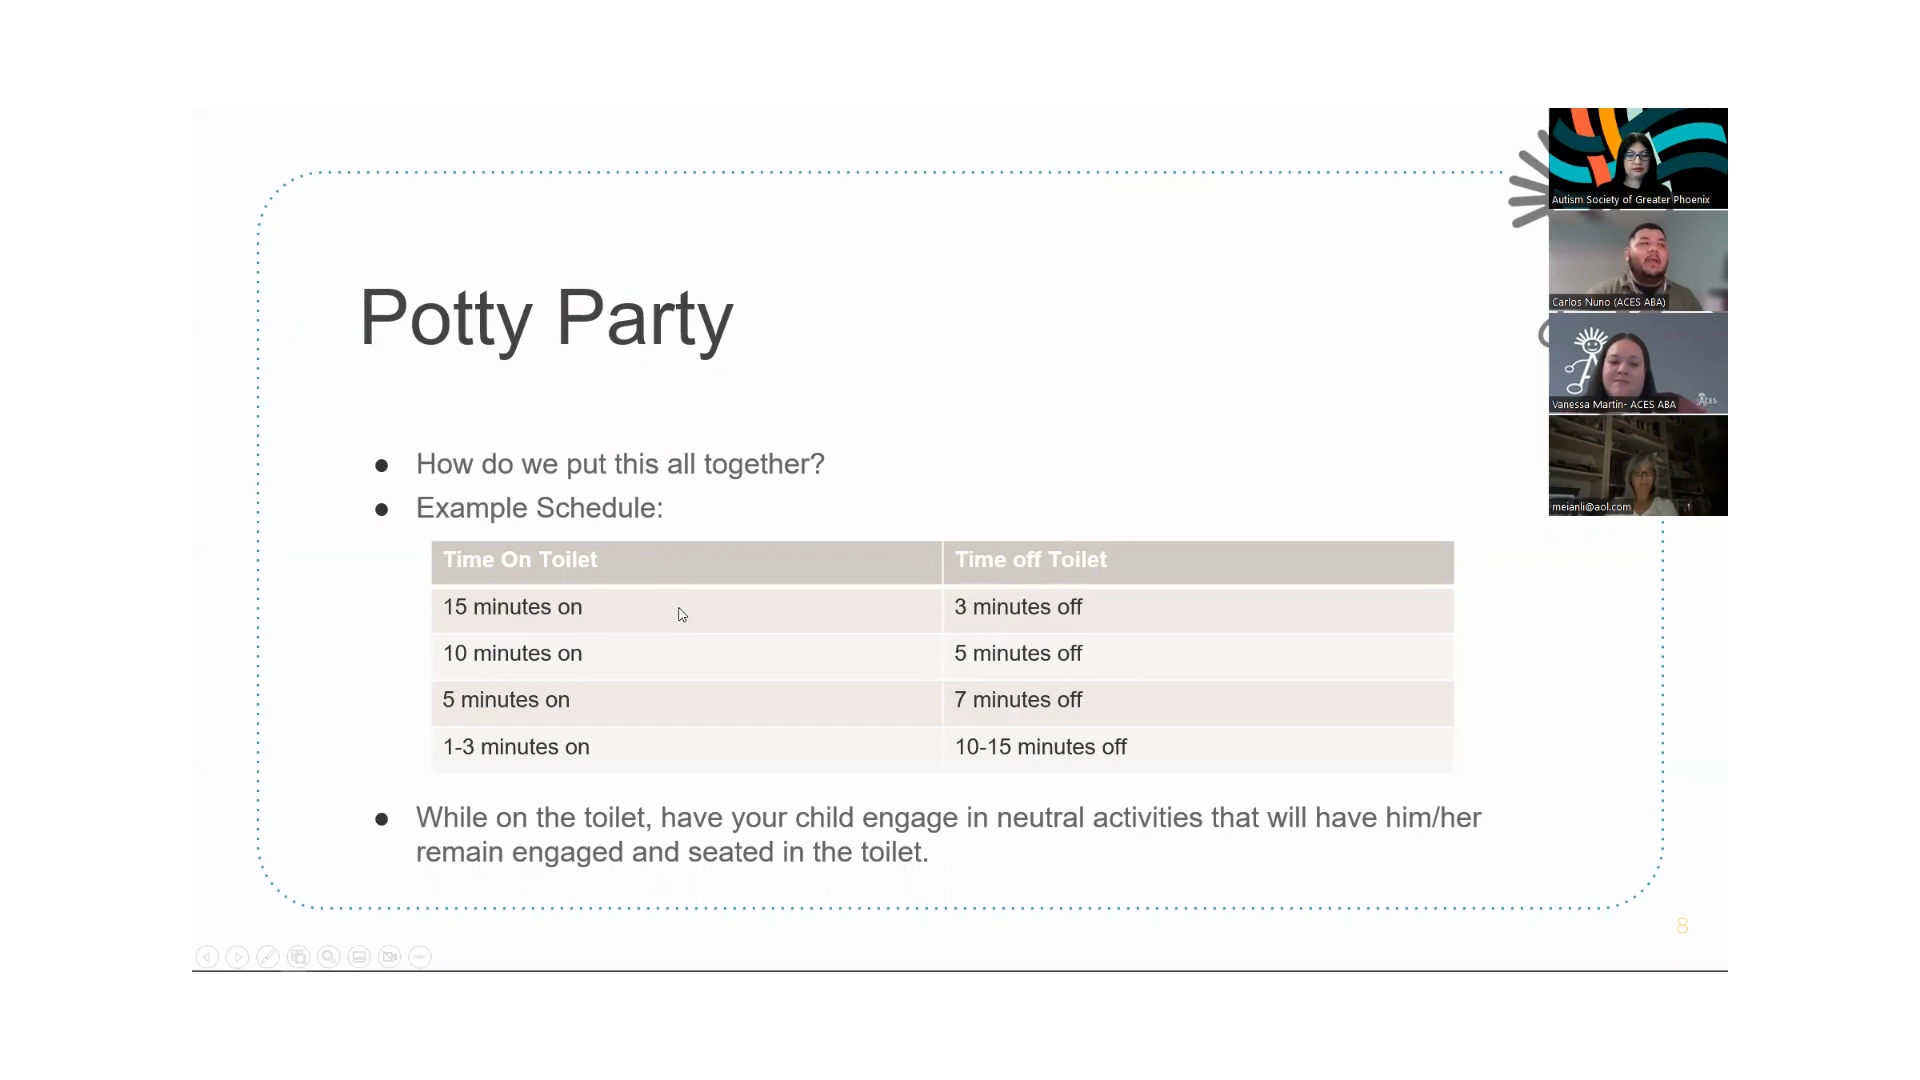 Potty Party
● How do we put this all together?
● Example Schedule:
Time On Toilet Time off Toilet
15 minutes on 3 minutes off
10 minutes on 5 minutes off
5 minutes on 7 minutes off
1-3 minutes on 10-15 minutes off
● While on the toilet, have your child engage in neutral activities that will have him/her
remain engaged and seated in the toilet.
8
Autism Society of Greater Phoenix
Carlos Nuno (ACES ABA)
ACES
Vanessa Martin- ACES ABA
meianli@aol.com